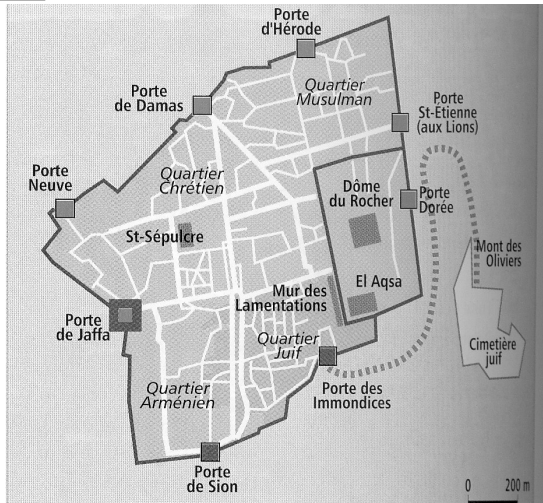 Porte
d'Hérode
Quartier
Musulman
Porte
de Damas
Porte
St-Etienne
(aux Lions)
Porte
Neuve
Quartier
Chrétien
Dôme
du Rocher
Porte
Dorée
St-Sépulcre
Mont des
Oliviers
El Aqsa
Mur des
Lamentations
Porte
de Jaffa
Quartier
Juif
Cimetière
juif
Quartier
Arménien
Porte des
Immondices
Porte
de Sion
0 200 m